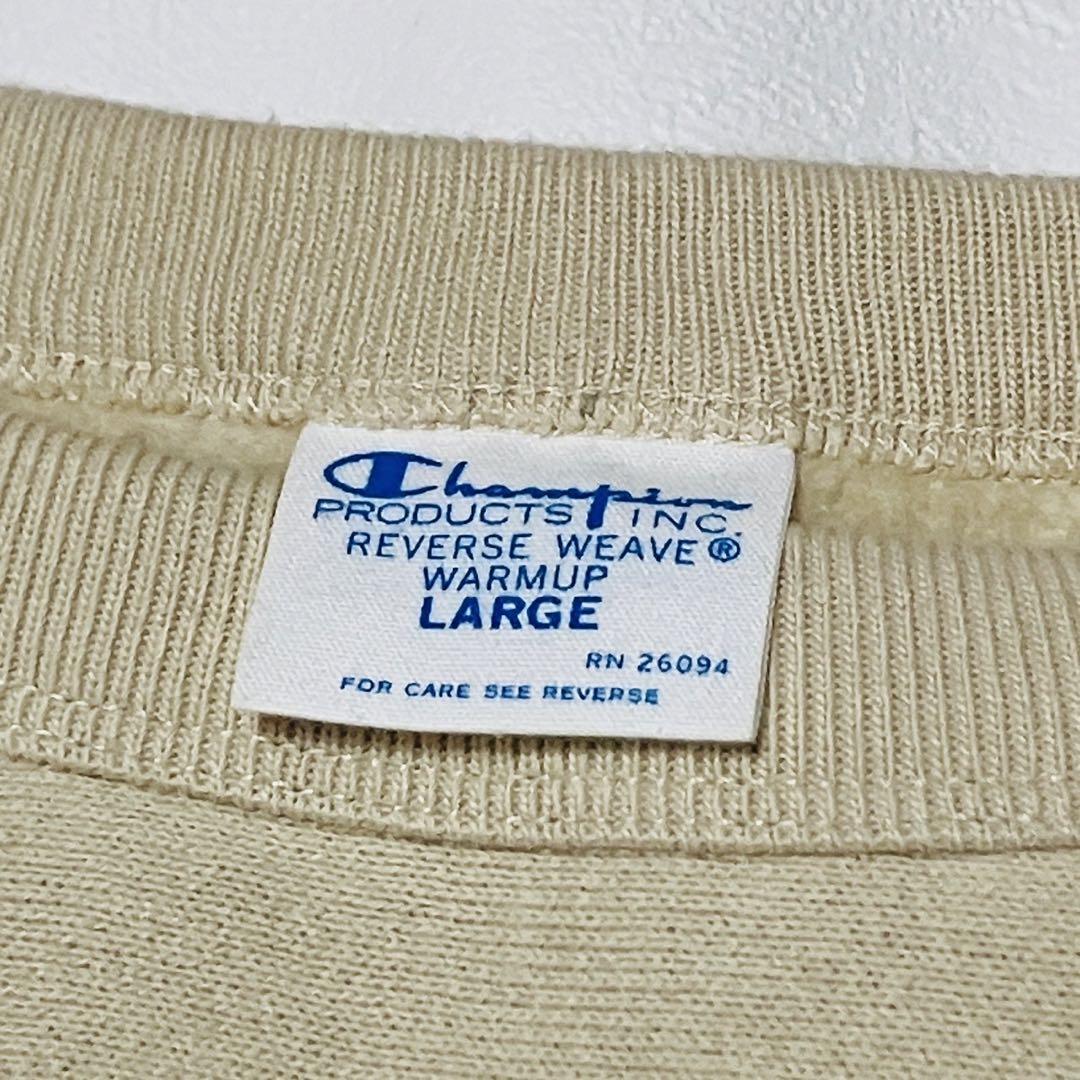 Champion
PRODUCTS INC.
REVERSE WEAVE®
WARMUP
LARGE
RN 26094
FOR CARE SEE REVERSE